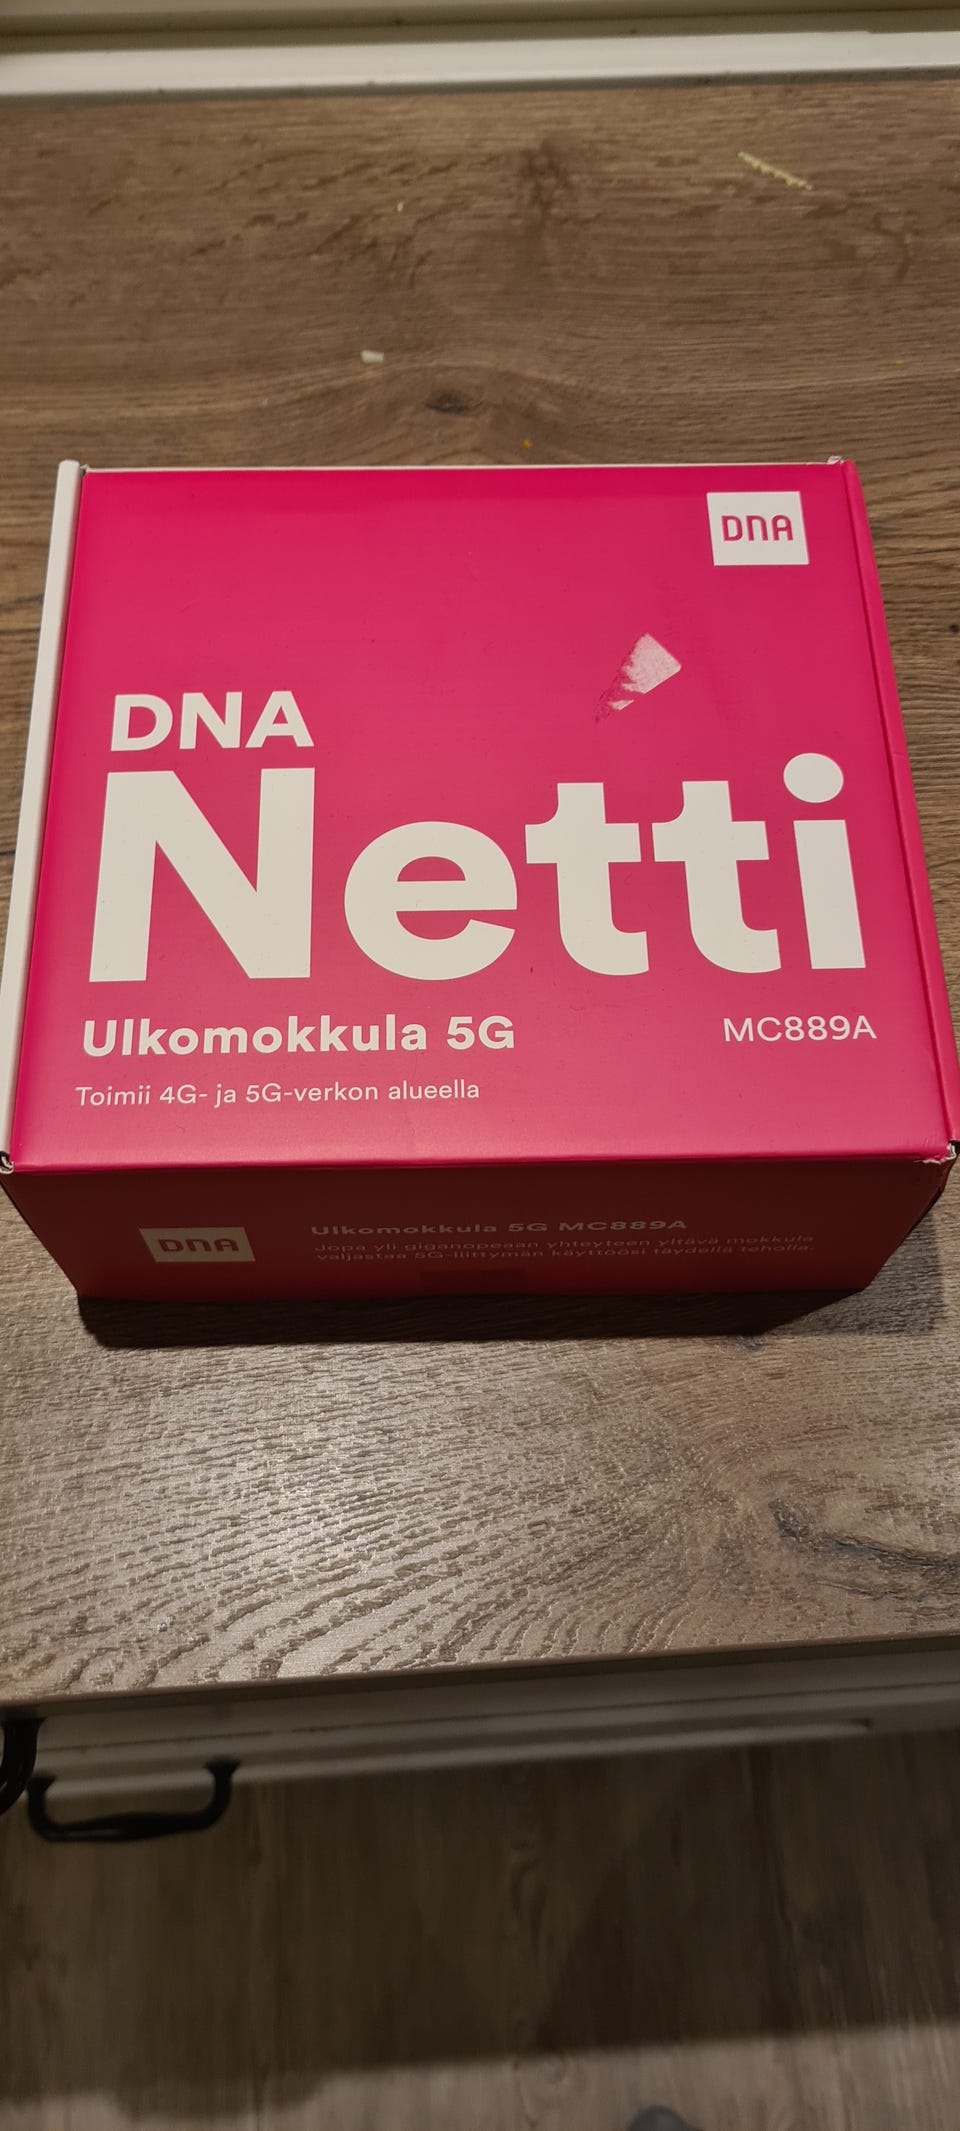 DNA
DNA
Netti
Ulkomokkula 5G
MC889A
Toimii 4G- ja 5G-verkon alueella
DNA
Ulkomokkula 5G MC889A
Jopa yli giganopeaan yhteyteen yltävä mokkula
valjastaa 5G-liittymän käyttöösi täydellä teholla.